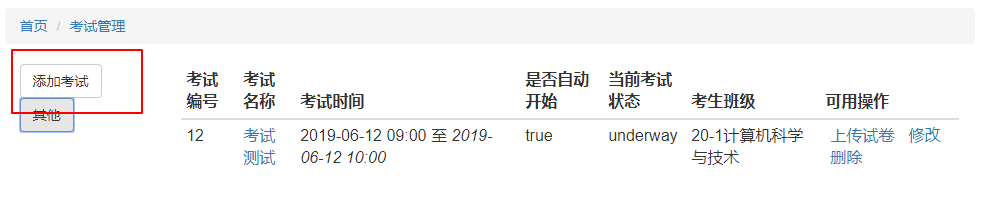 首页 / 考试管理
添加考试
其他
考试编号 考试名称 考试时间 是否自动开始 当前考试状态 考生班级 可用操作
12 考试测试 2019-06-12 09:00 至 2019-06-12 10:00 true underway 20-1计算机科学与技术 上传试卷 修改 删除